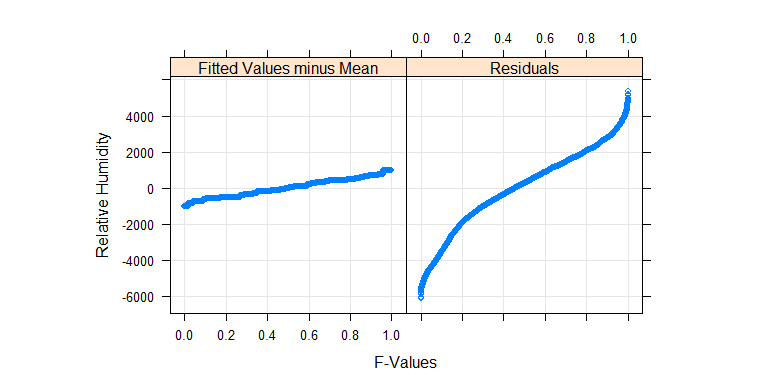 0.0 0.2 0.4 0.6 0.8 1.0
Fitted Values minus Mean
Residuals
Relative Humidity
4000
2000
0
-2000
-4000
-6000
0.0 0.2 0.4 0.6 0.8 1.0
F-Values